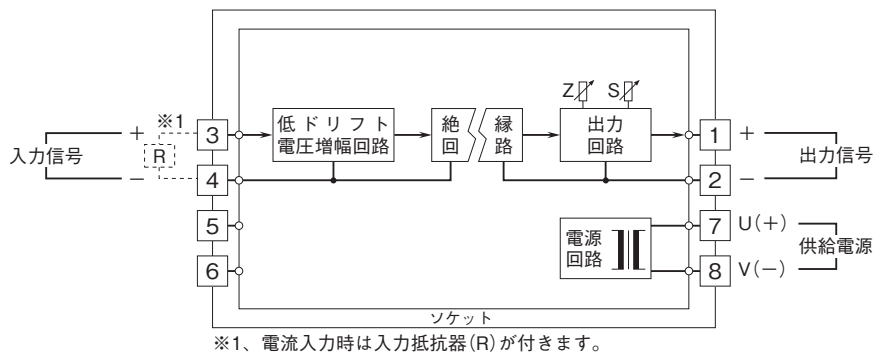 Z S
※1
3
低ドリフト
電圧増幅回路
絶 縁
回 路
出力
回路
1 +
+
入力信号
R
出力信号
−
4
2 −
5
7 U(+)
電源
回路
供給電源
6
8 V(−)
ソケット
※1、電流入力時は入力抵抗器(R)が付きます。